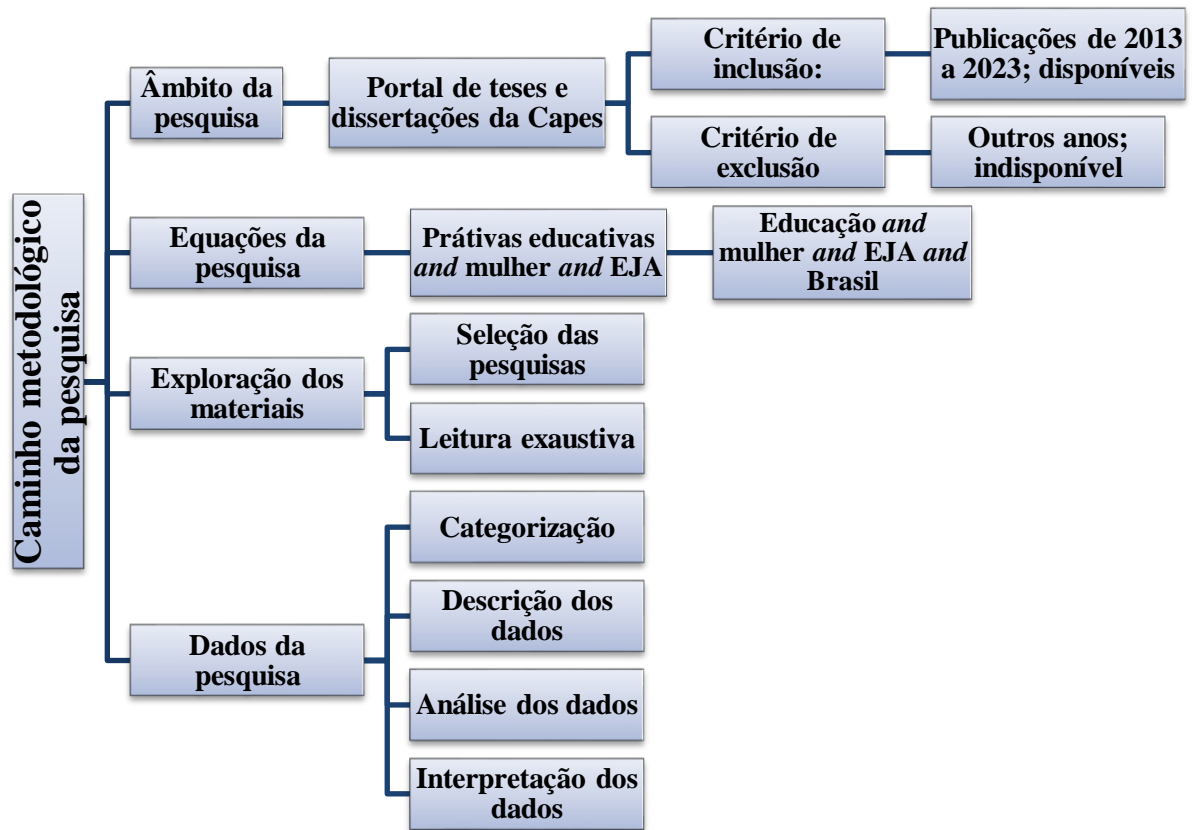 Caminho metodológico
da pesquisa
Âmbito da
pesquisa
Portal de teses e
dissertações da Capes
Critério de
inclusão:
Publicações de 2013
a 2023; disponíveis
Critério de
exclusão
Outros anos;
indisponível
Equações da
pesquisa
Prátivas educativas
and mulher and EJA
Educação and
mulher and EJA and
Brasil
Exploração dos
materiais
Seleção das
pesquisas
Leitura exaustiva
Dados da
pesquisa
Categorização
Descrição dos
dados
Análise dos dados
Interpretação dos
dados